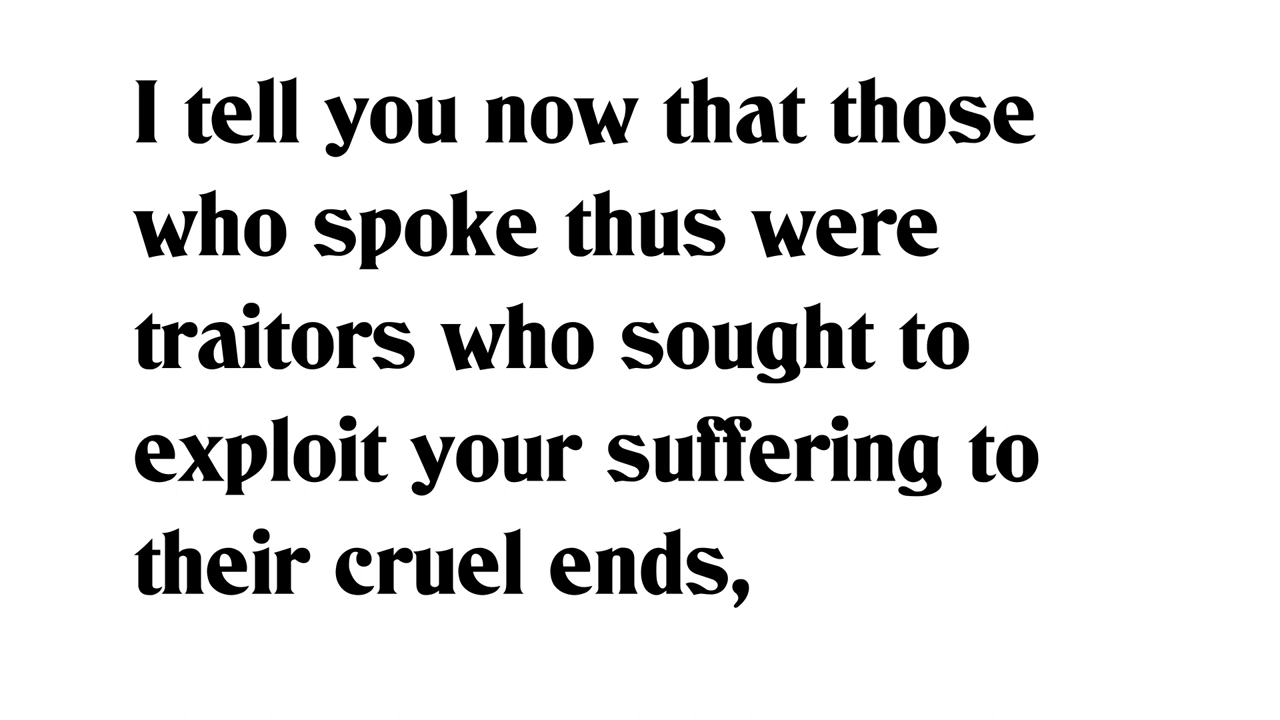 I tell you now that those
who spoke thus were
traitors who sought to
exploit your suffering to
their cruel ends,